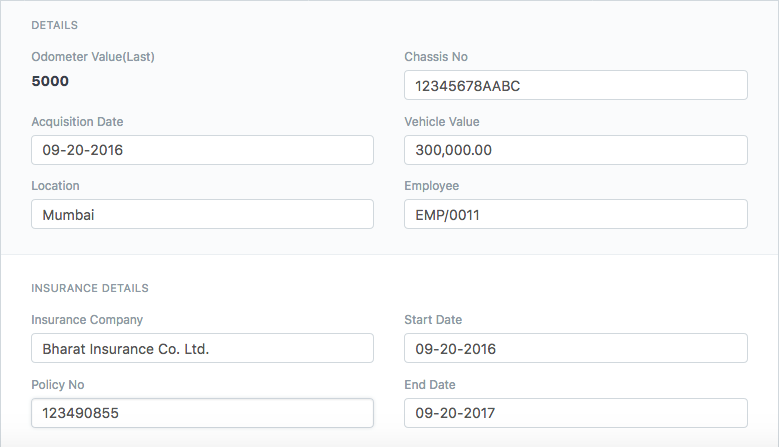 DETAILS
Odometer Value(Last)
5000
Chassis No
12345678AABC
Acquisition Date
09-20-2016
Vehicle Value
300,000.00
Location
Mumbai
Employee
EMP/0011
INSURANCE DETAILS
Insurance Company
Bharat Insurance Co. Ltd.
Start Date
09-20-2016
Policy No
123490855
End Date
09-20-2017